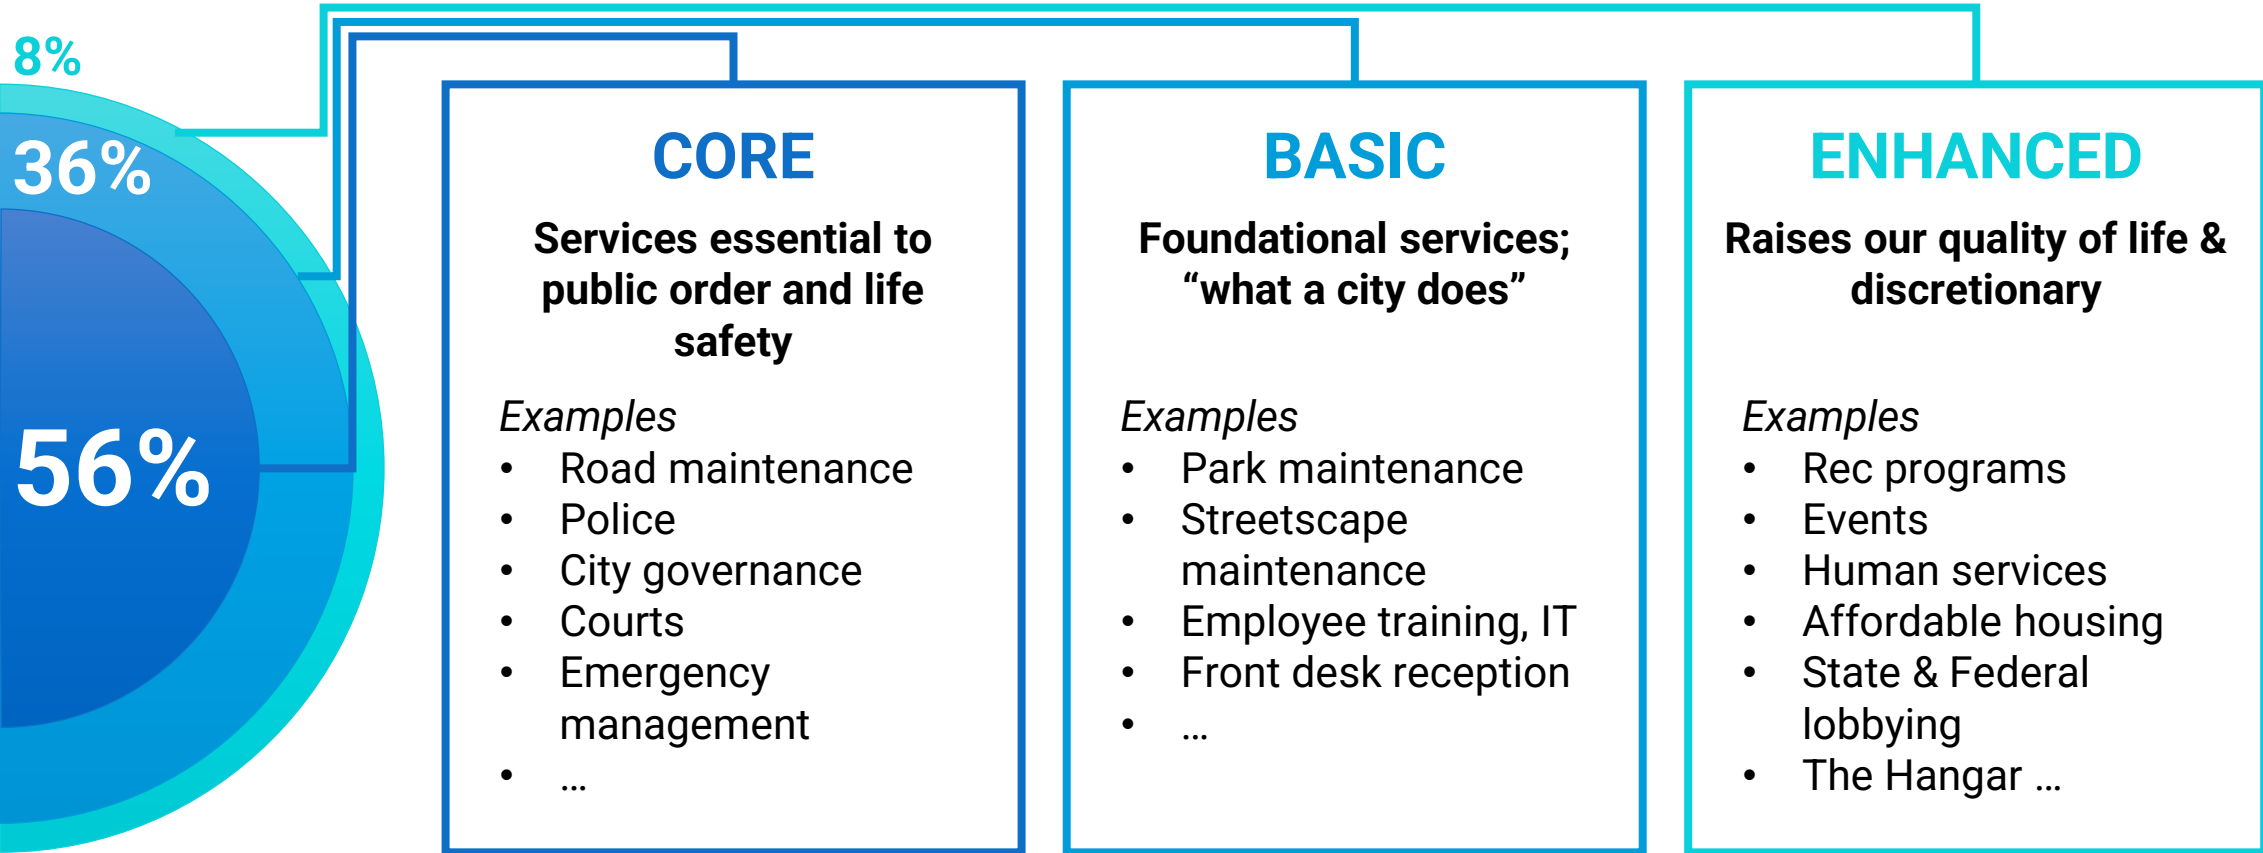 8%
36%
56%
CORE
Services essential to
public order and life
safety
Examples
• Road maintenance
• Police
• City governance
• Courts
• Emergency
management
• …
BASIC
Foundational services;
“what a city does”
Examples
• Park maintenance
• Streetscape
maintenance
• Employee training, IT
• Front desk reception
• …
ENHANCED
Raises our quality of life &
discretionary
Examples
• Rec programs
• Events
• Human services
• Affordable housing
• State & Federal
lobbying
• The Hangar …